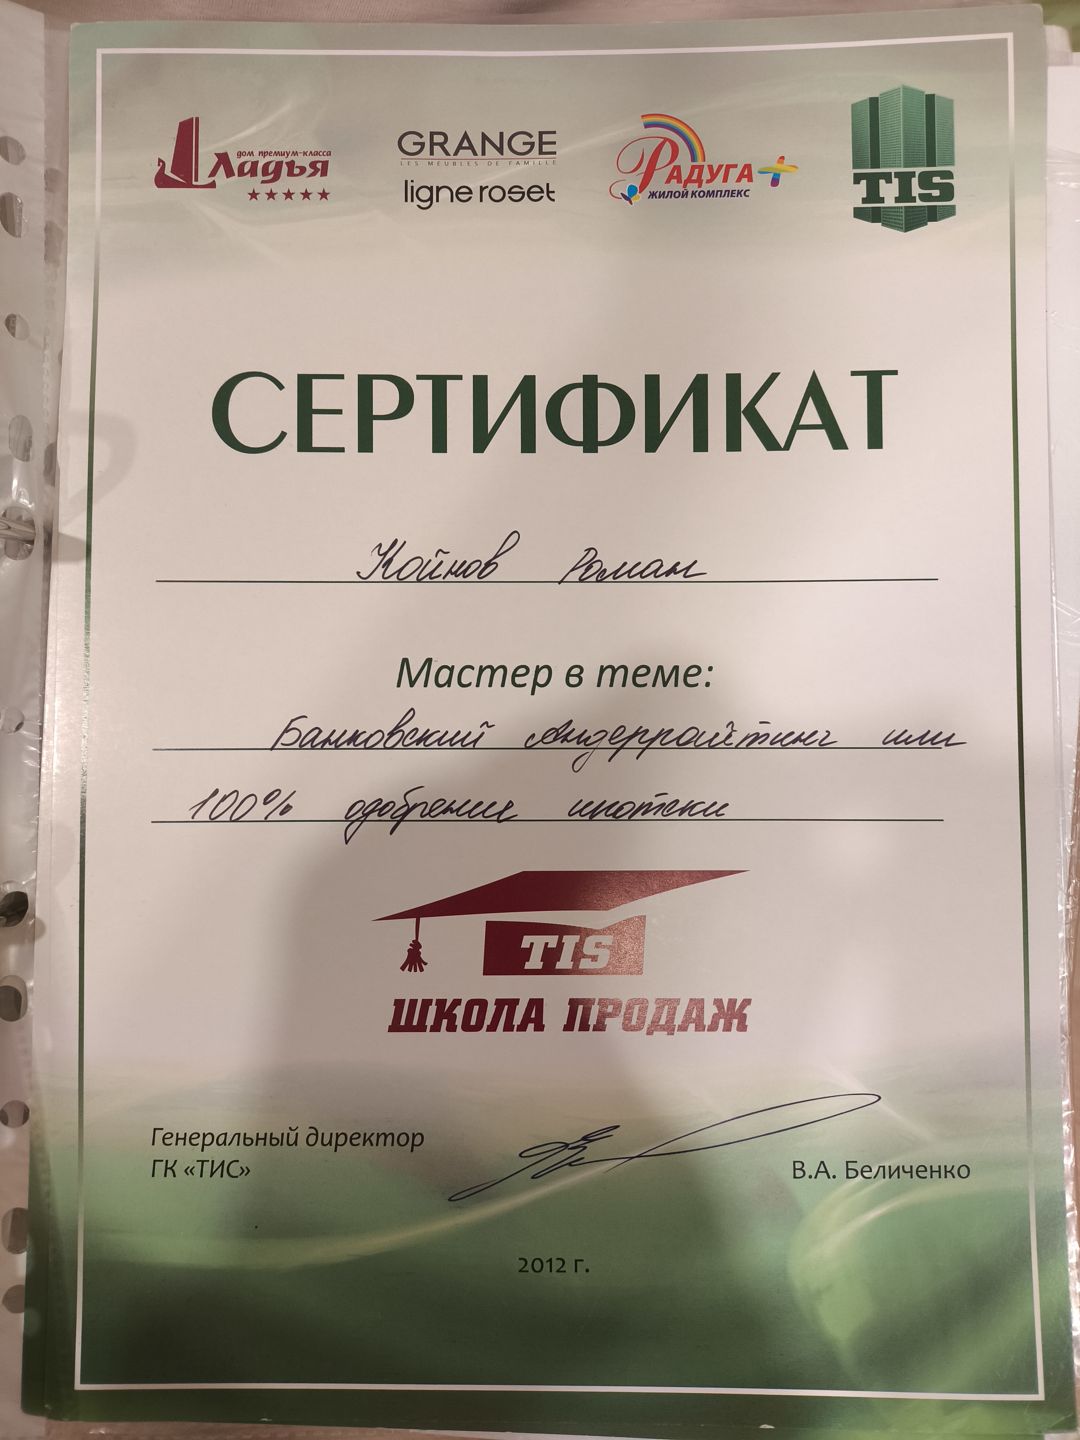 дом премиум-класса
Ладья
GRANGE
LES MEUBLES DE FAMILLE
ligne roset
РАДУГА
ЖИЛОЙ КОМПЛЕКС
TIS
СЕРТИФИКАТ
Койнов Роман
Мастер в теме:
Банковский Андеррайтинг или
100% одобрения ипотеки
TIS
ШКОЛА ПРОДАЖ
Генеральный директор
ГК «ТИС»
В.А. Беличенко
2012 г.